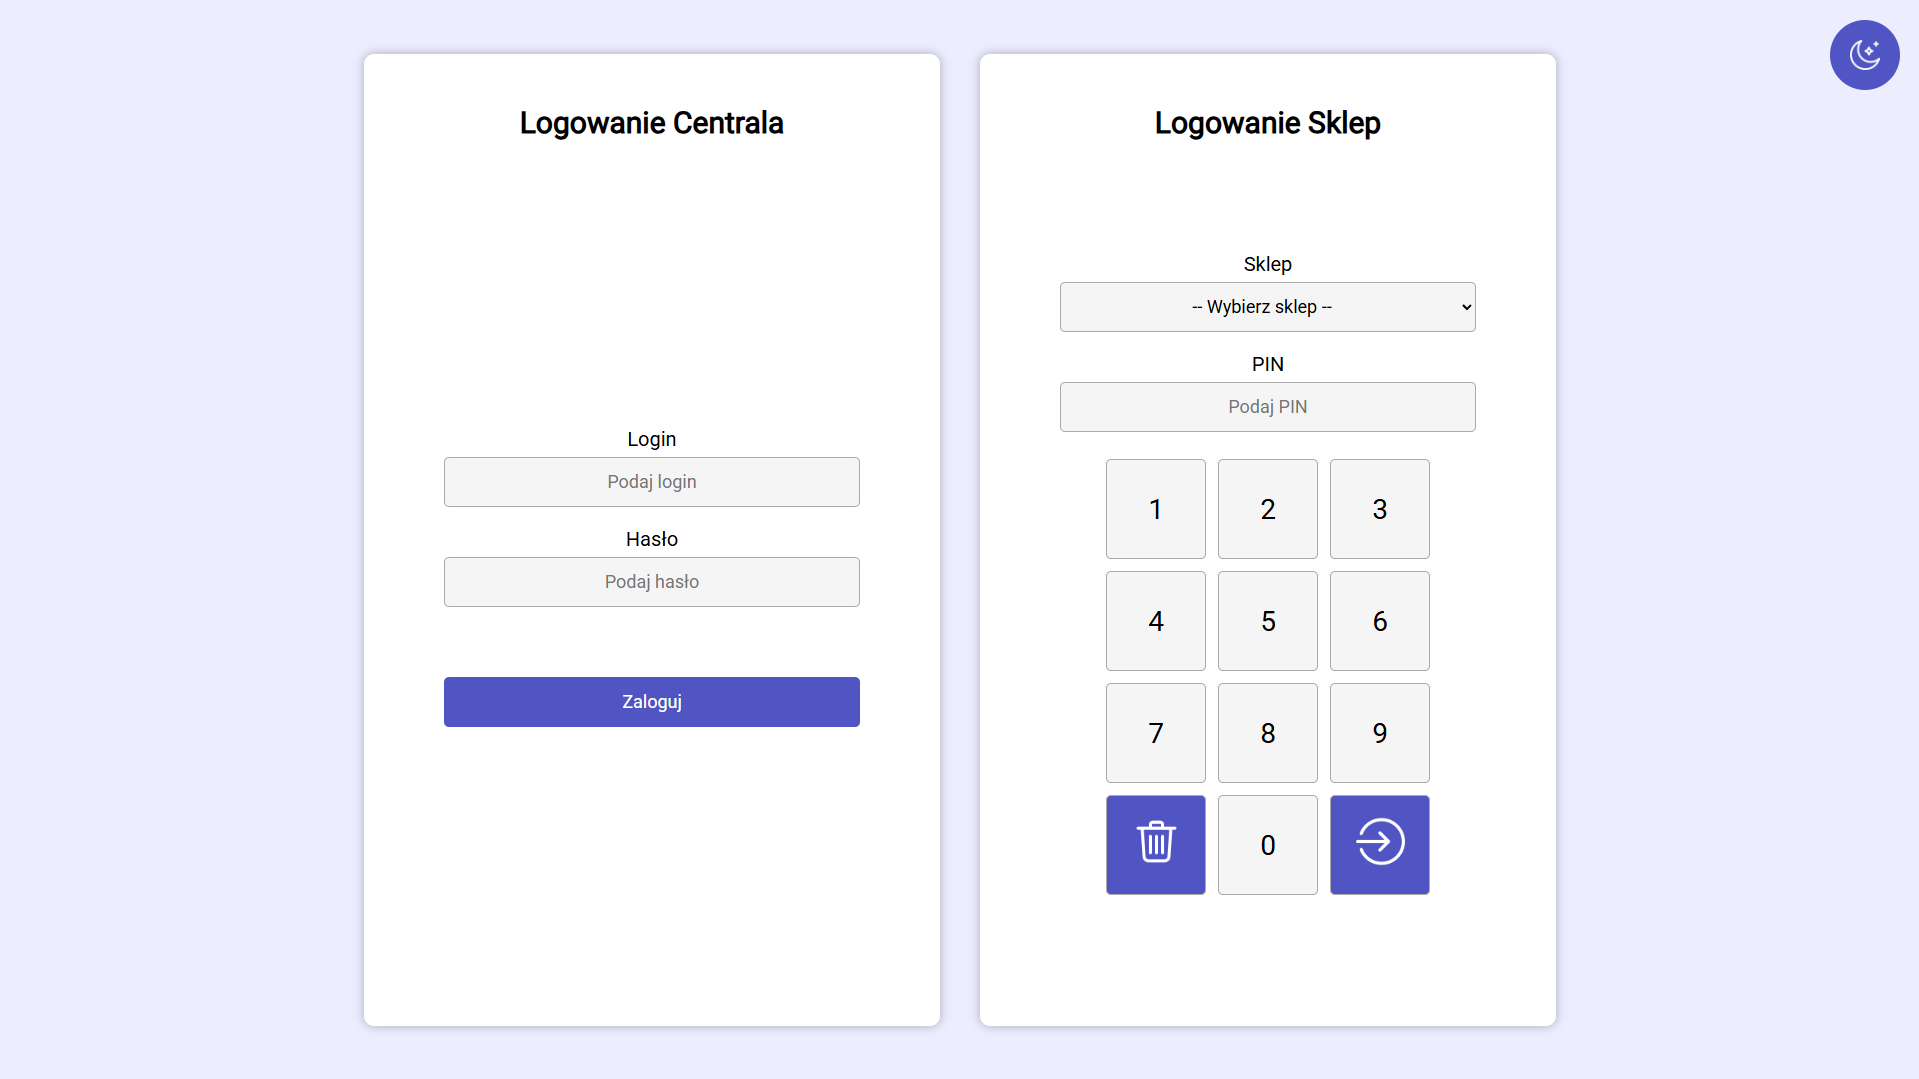 Logowanie Centrala
Login
Podaj login
Hasło
Podaj hasło
Zaloguj
Logowanie Sklep
Sklep
-- Wybierz sklep --
PIN
Podaj PIN
1 2 3
4 5 6
7 8 9
0